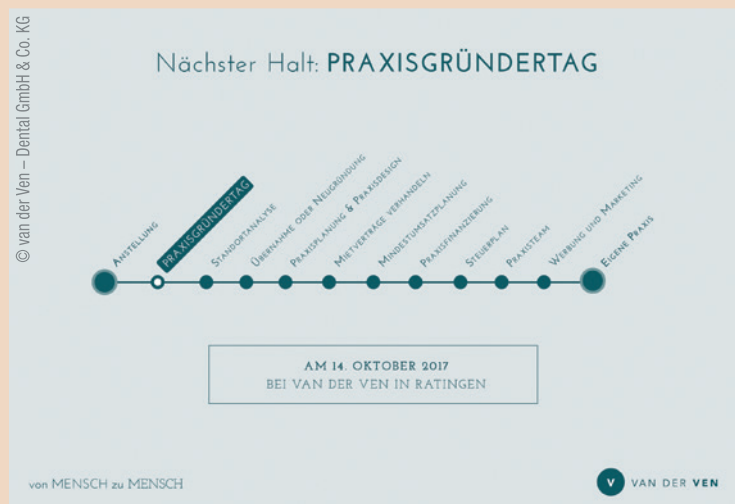 © van der Ven – Dental GmbH & Co. KG
Nächster Halt: PRAXISGRÜNDERTAG
ANSTELLUNG
PRAXISGRÜNDERTAG
STANDORTANALYSE
ÜBERNAHME ODER NEUGRÜNDUNG
PRAXISPLANUNG & PRAXISDESIGN
MIETVERTRÄGE VERHANDELN
MINDESTUMSATZPLANUNG
PRAXISFINANZIERUNG
STEUERPLAN
PRAXISTEAM
WERBUNG UND MARKETING
EIGENE PRAXIS
AM 14. OKTOBER 2017
BEI VAN DER VEN IN RATINGEN
von MENSCH zu MENSCH
V VAN DER VEN